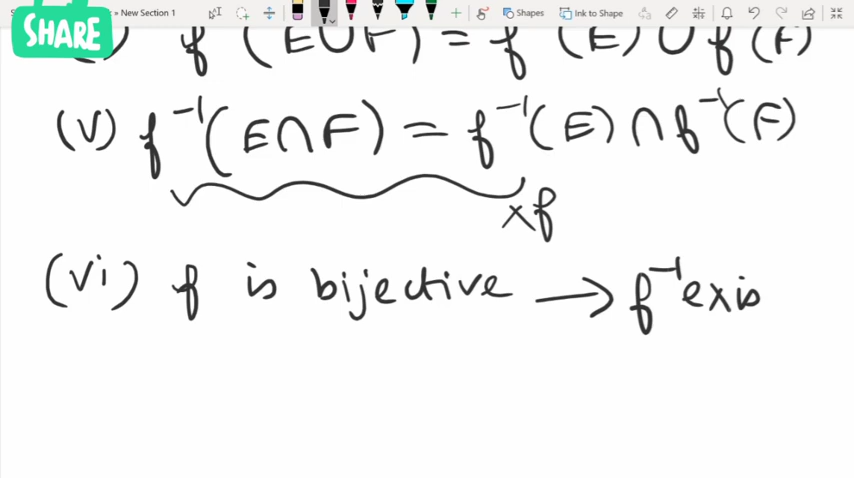 New Section 1
Shapes
Ink to Shape
SHARE
f (E∪F) = f (E) ∪ f (F)
(V) f⁻¹(E∩F) = f⁻¹(E) ∩ f⁻¹(F)
×f
(vi) f is bijective → f⁻¹ exis